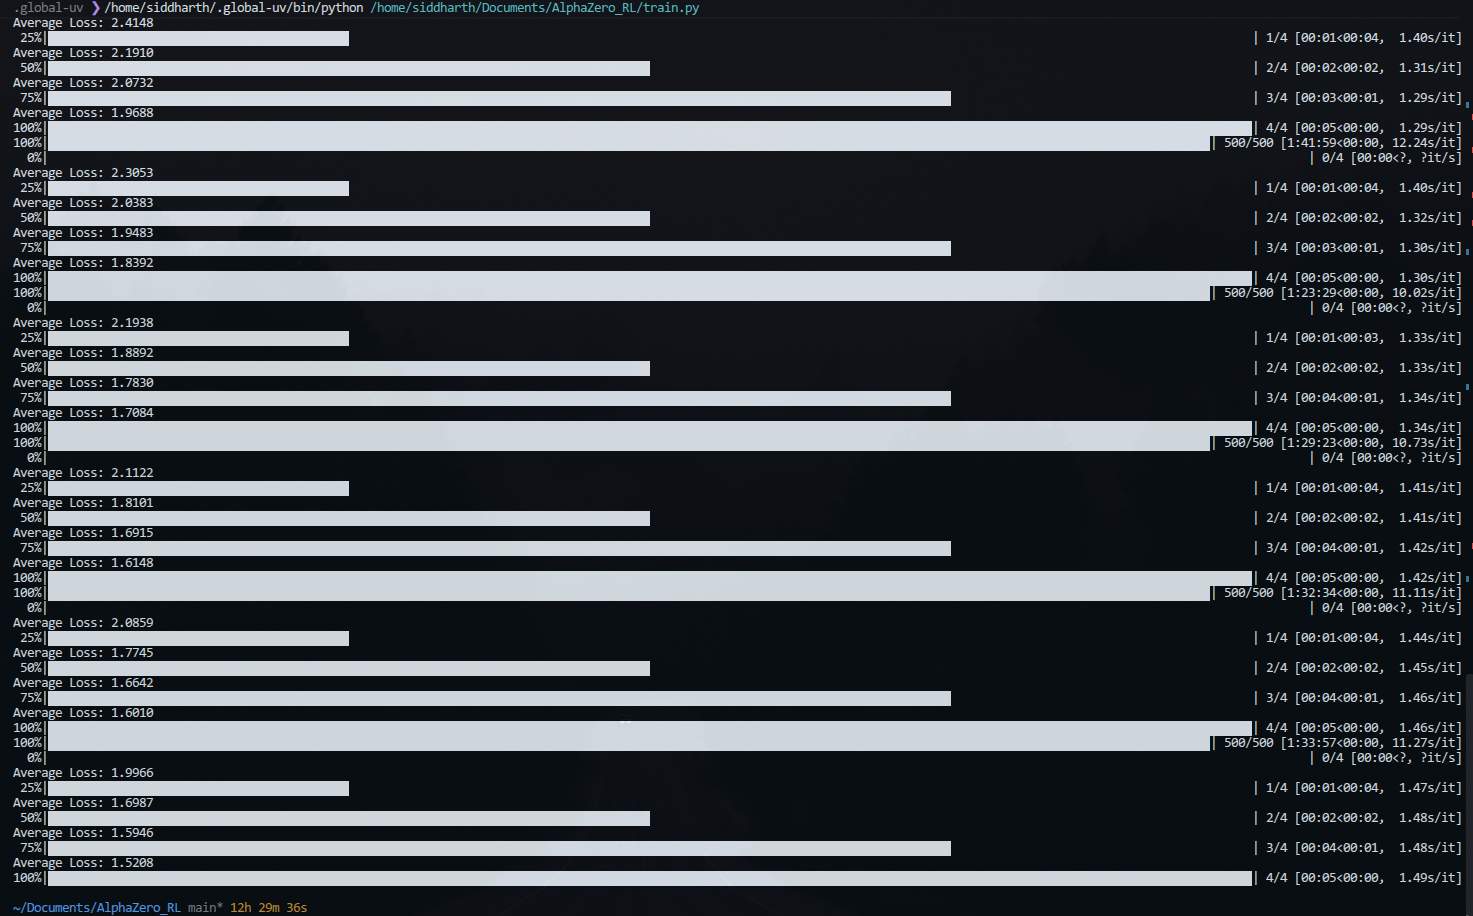 .global-uv ❯ /home/siddharth/.global-uv/bin/python /home/siddharth/Documents/AlphaZero_RL/train.py
Average Loss: 2.4148
25%| | 1/4 [00:01<00:04, 1.40s/it]
Average Loss: 2.1910
50%| | 2/4 [00:02<00:02, 1.31s/it]
Average Loss: 2.0732
75%| | 3/4 [00:03<00:01, 1.29s/it]
Average Loss: 1.9688
100%| | 4/4 [00:05<00:00, 1.29s/it]
100%| | 500/500 [1:41:59<00:00, 12.24s/it]
0%| | 0/4 [00:00<?, ?it/s]
Average Loss: 2.3053
25%| | 1/4 [00:01<00:04, 1.40s/it]
Average Loss: 2.0383
50%| | 2/4 [00:02<00:02, 1.32s/it]
Average Loss: 1.9483
75%| | 3/4 [00:03<00:01, 1.30s/it]
Average Loss: 1.8392
100%| | 4/4 [00:05<00:00, 1.30s/it]
100%| | 500/500 [1:23:29<00:00, 10.02s/it]
0%| | 0/4 [00:00<?, ?it/s]
Average Loss: 2.1938
25%| | 1/4 [00:01<00:03, 1.33s/it]
Average Loss: 1.8892
50%| | 2/4 [00:02<00:02, 1.33s/it]
Average Loss: 1.7830
75%| | 3/4 [00:04<00:01, 1.34s/it]
Average Loss: 1.7084
100%| | 4/4 [00:05<00:00, 1.34s/it]
100%| | 500/500 [1:29:23<00:00, 10.73s/it]
0%| | 0/4 [00:00<?, ?it/s]
Average Loss: 2.1122
25%| | 1/4 [00:01<00:04, 1.41s/it]
Average Loss: 1.8101
50%| | 2/4 [00:02<00:02, 1.41s/it]
Average Loss: 1.6915
75%| | 3/4 [00:04<00:01, 1.42s/it]
Average Loss: 1.6148
100%| | 4/4 [00:05<00:00, 1.42s/it]
100%| | 500/500 [1:32:34<00:00, 11.11s/it]
0%| | 0/4 [00:00<?, ?it/s]
Average Loss: 2.0859
25%| | 1/4 [00:01<00:04, 1.44s/it]
Average Loss: 1.7745
50%| | 2/4 [00:02<00:02, 1.45s/it]
Average Loss: 1.6642
75%| | 3/4 [00:04<00:01, 1.46s/it]
Average Loss: 1.6010
100%| | 4/4 [00:05<00:00, 1.46s/it]
100%| | 500/500 [1:33:57<00:00, 11.27s/it]
0%| | 0/4 [00:00<?, ?it/s]
Average Loss: 1.9966
25%| | 1/4 [00:01<00:04, 1.47s/it]
Average Loss: 1.6987
50%| | 2/4 [00:02<00:02, 1.48s/it]
Average Loss: 1.5946
75%| | 3/4 [00:04<00:01, 1.48s/it]
Average Loss: 1.5208
100%| | 4/4 [00:05<00:00, 1.49s/it]
~/Documents/AlphaZero_RL main* 12h 29m 36s